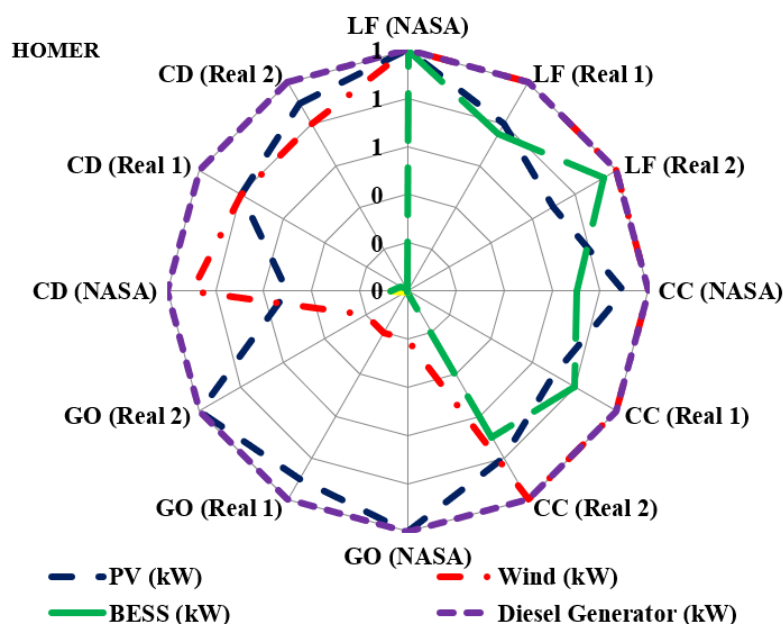 LF (NASA)
HOMER
1
CD (Real 2)
LF (Real 1)
1
CD (Real 1)
1
LF (Real 2)
0
0
CD (NASA)
0
CC (NASA)
GO (Real 2)
CC (Real 1)
GO (Real 1)
CC (Real 2)
GO (NASA)
PV (kW)
Wind (kW)
BESS (kW)
Diesel Generator (kW)